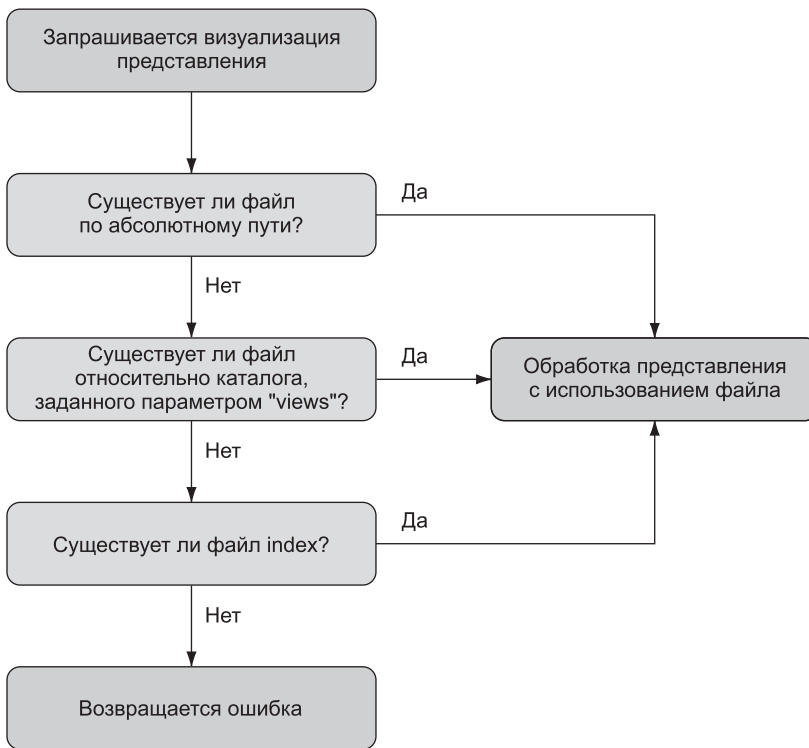 Запрашивается визуализация
представления
Существует ли файл
по абсолютному пути?
Да
Нет
Существует ли файл
относительно каталога,
заданного параметром "views"?
Да
Обработка представления
с использованием файла
Нет
Существует ли файл index?
Да
Нет
Возвращается ошибка